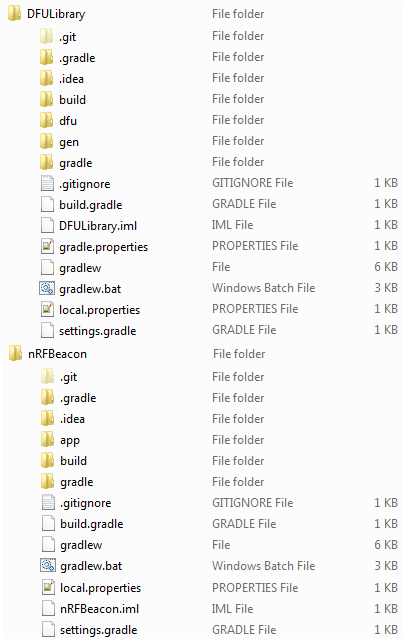 DFULibrary File folder
.git File folder
.gradle File folder
.idea File folder
build File folder
dfu File folder
gen File folder
gradle File folder
.gitignore GITIGNORE File 1 KB
build.gradle GRADLE File 1 KB
DFULibrary.iml IML File 1 KB
gradle.properties PROPERTIES File 1 KB
gradlew File 6 KB
gradlew.bat Windows Batch File 3 KB
local.properties PROPERTIES File 1 KB
settings.gradle GRADLE File 1 KB
nRFBeacon File folder
.git File folder
.gradle File folder
.idea File folder
app File folder
build File folder
gradle File folder
.gitignore GITIGNORE File 1 KB
build.gradle GRADLE File 1 KB
gradlew File 6 KB
gradlew.bat Windows Batch File 3 KB
local.properties PROPERTIES File 1 KB
nRFBeacon.iml IML File 1 KB
settings.gradle GRADLE File 1 KB